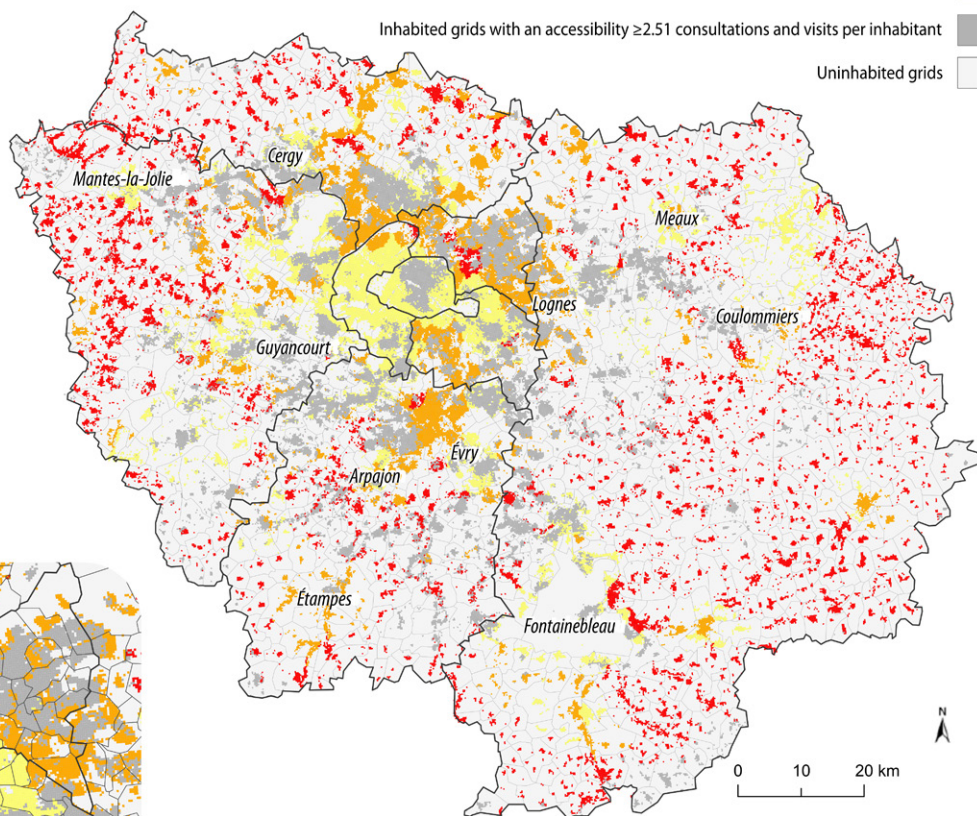 Inhabited grids with an accessibility ≥2.51 consultations and visits per inhabitant
Uninhabited grids
Cergy
Mantes-la-Jolie
Meaux
Lognes
Coulommiers
Guyancourt
Évry
Arpajon
Étampes
Fontainebleau
N
0 10 20 km